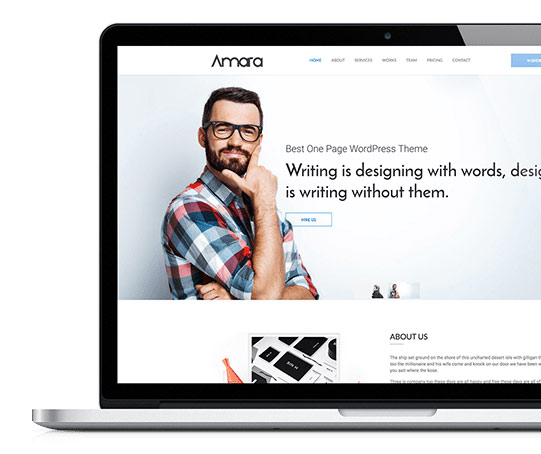 Amara
HOME ABOUT SERVICES WORKS TEAM PRICING CONTACT
Best One Page WordPress Theme
Writing is designing with words, desig
is writing without them.
HIRE US
ABOUT US
The ship set ground on the shore of this uncharted desert isle with gilligan
too the millionaire and his wife come and knock on our door we have been
you just where the kose.
Three is company too these days are all happy and free these days are all